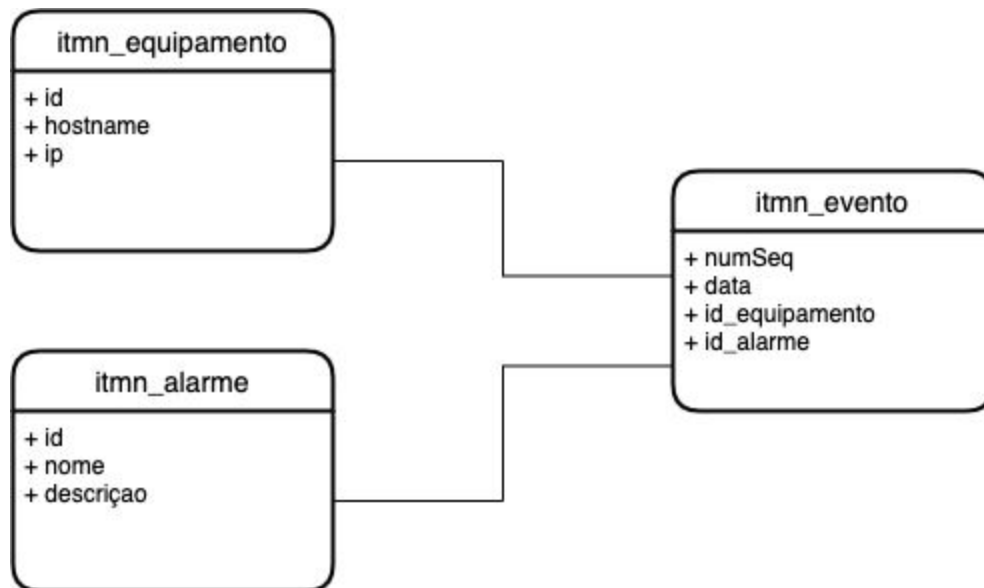 itmn_equipamento
+ id
+ hostname
+ ip
itmn_evento
+ numSeq
+ data
+ id_equipamento
+ id_alarme
itmn_alarme
+ id
+ nome
+ descriçao